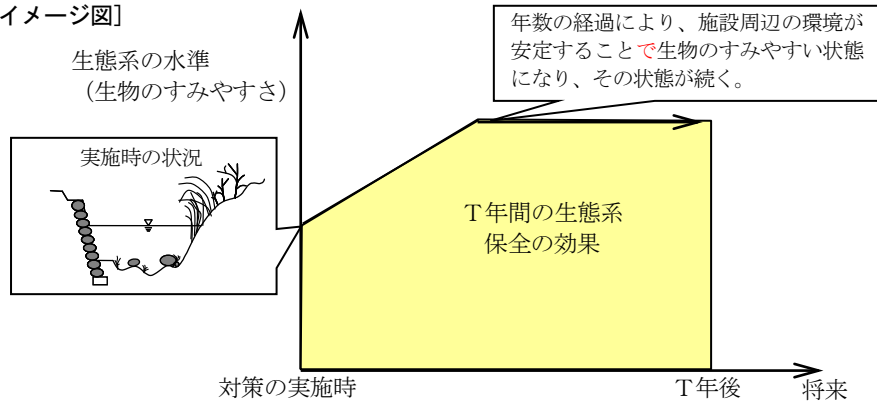 イメージ図]
年数の経過により、施設周辺の環境が
安定することで生物のすみやすい状態
になり、その状態が続く。
生態系の水準
（生物のすみやすさ）
実施時の状況
Ｔ年間の生態系
保全の効果
対策の実施時
Ｔ年後
将来